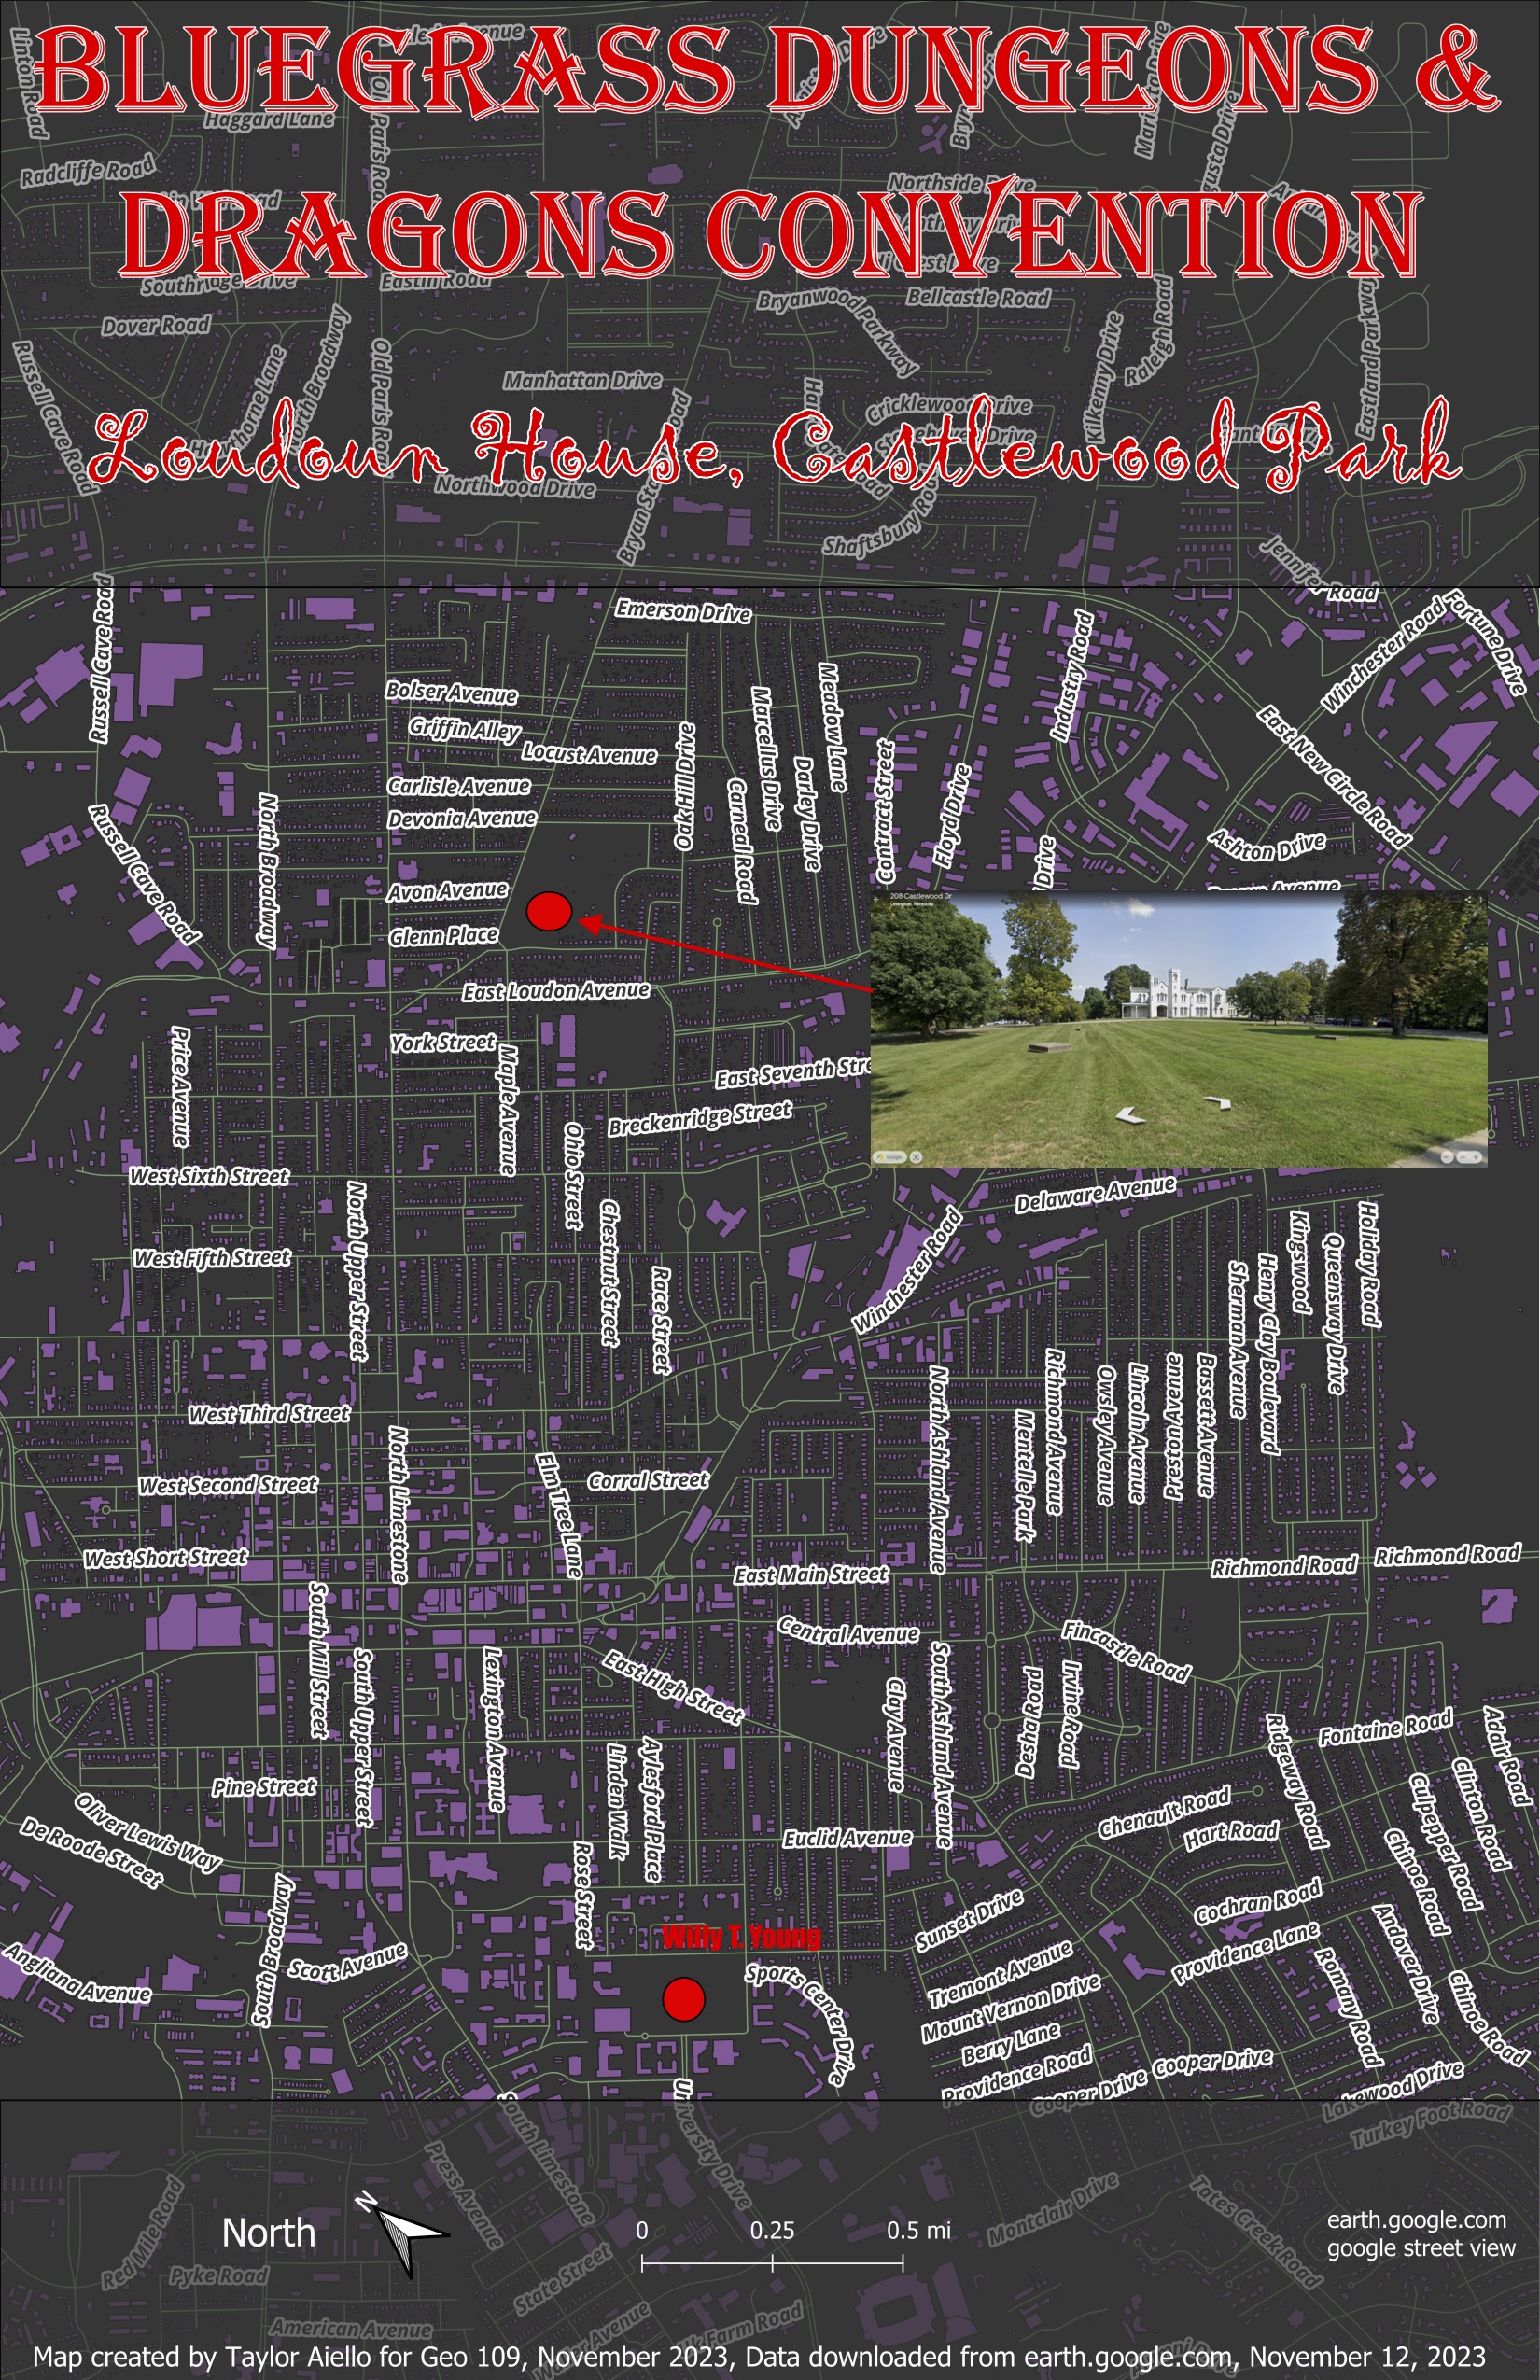 BLUEGRASS DUNGEONS &
DRAGONS CONVENTION
Loudoun House, Castlewood Park
Linton Road
Haggard Lane
Radcliffe Road
Northside
Dover Road
Bryanwood Parkway
Bellcastle Road
Raleigh Road
Kilkenny Drive
Eastland Parkway
Russell Cave Road
North Broadway
Manhattan Drive
Cricklewood Drive
Northwood Drive
Shaftsbury
Jennifer Road
Emerson Drive
Winchester Road
Fortune Drive
Russell Cave Road
Industry Road
Bolser Avenue
Griffin Alley
Locust Avenue
Oak Hill Drive
Marcellus Drive
Meadow Lane
East New Circle Road
Carlisle Avenue
Devonia Avenue
Carneal Road
Darley Drive
Contract Street
Floyd Drive
Drive
Ashton Drive
Russell Cave Road
North Broadway
Avon Avenue
208 Castlewood Dr
Lexington, Kentucky
Glenn Place
East Loudon Avenue
York Street
Price Avenue
Maple Avenue
East Seventh
Breckenridge Street
Google
Ohio Street
West Sixth Street
North Upper Street
Delaware Avenue
Chestnut Street
West Fifth Street
Race Street
Winchester Road
Kingswood
Holiday Road
Queensway Drive
Henry Clay Boulevard
Sherman Avenue
West Third Street
North Ashland Avenue
Richmond Avenue
Mentelle Park
Owsley Avenue
Lincoln Avenue
Preston Avenue
Bassett Avenue
North Limestone
West Second Street
Elm Tree Lane
Corral Street
West Short Street
East Main Street
Richmond Road
Richmond Road
South Mill Street
Central Avenue
Fincastle Road
South Upper Street
Lexington Avenue
East High Street
Clay Avenue
South Ashland Avenue
Desha Road
Irvine Road
Ridgeway Road
Fontaine Road
Adair Road
Linden Walk
Aylesford Place
Pine Street
Oliver Lewis Way
De Roode Street
Euclid Avenue
Chenault Road
Hart Road
Culpepper Road
Clinton Road
Chinoe Road
Rose Street
Willy T. Young
Sunset Drive
Cochran Road
Providence Lane
Andover Drive
South Broadway
Scott Avenue
Angliana Avenue
Sports Center Drive
Tremont Avenue
Mount Vernon Drive
Romany Road
Chinoe Road
Berry Lane
Providence Road
Cooper Drive
Cooper Drive
Lakewood Drive
University Drive
Turkey Foot Road
South Limestone
Press Avenue
Montclair Drive
Tates Creek Road
Red Mile Road
N
North
0 0.25 0.5 mi
earth.google.com
google street view
Pyke Road
State Street
American Avenue
Farm Road
Map created by Taylor Aiello for Geo 109, November 2023, Data downloaded from earth.google.com, November 12, 2023